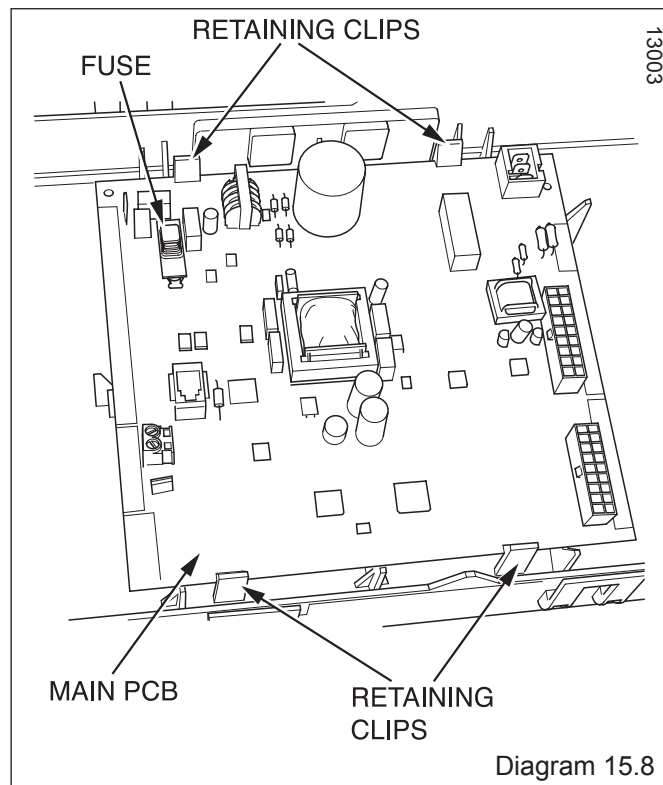 RETAINING CLIPS
13003
FUSE
MAIN PCB
RETAINING
CLIPS
Diagram 15.8